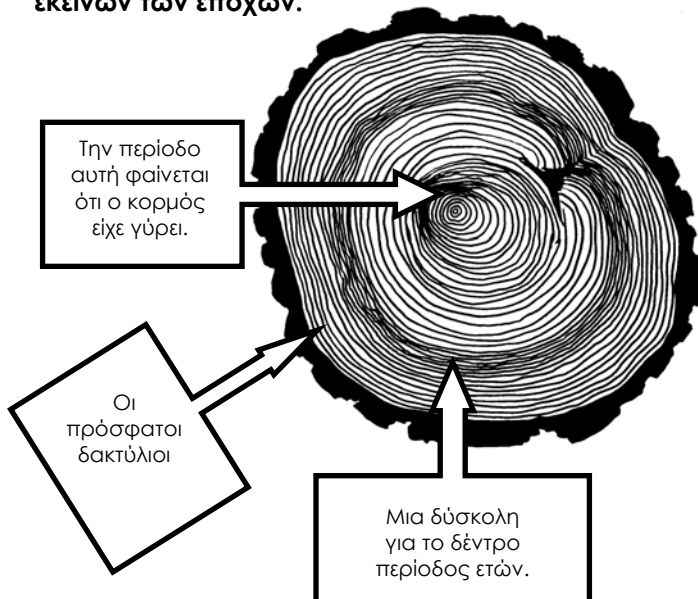 εκείνων των εποχών.
Την περίοδο
αυτή φαίνεται
ότι ο κορμός
είχε γύρει.
Οι
πρόσφατοι
δακτύλιοι
Μια δύσκολη
για το δέντρο
περίοδος ετών.